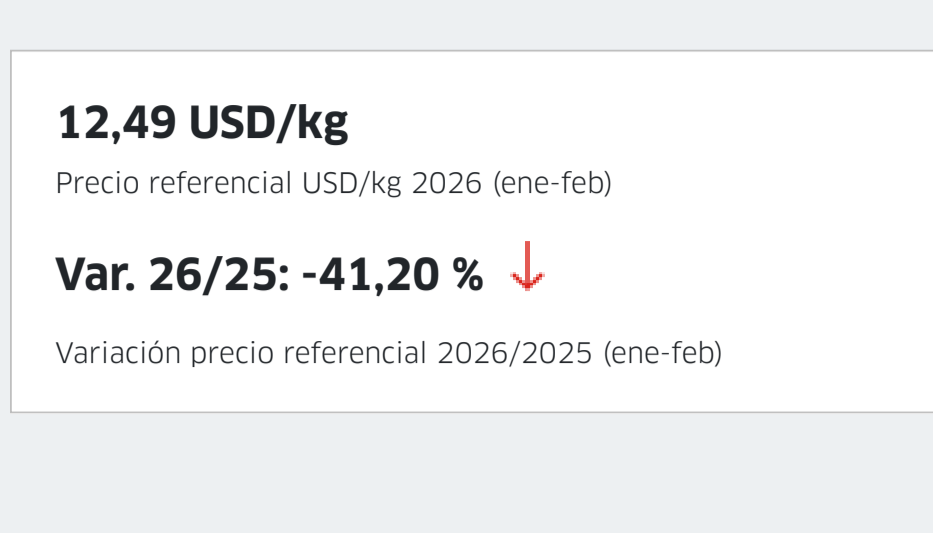 12,49 USD/kg
Precio referencial USD/kg 2026 (ene-feb)
Var. 26/25: -41,20 %
Variación precio referencial 2026/2025 (ene-feb)